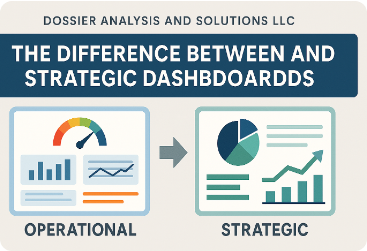 DOSSIER ANALYSIS AND SOLUTIONS LLC
THE DIFFERENCE BETWEEN AND
STRATEGIC DASHBDOARDDS
OPERATIONAL
STRATEGIC